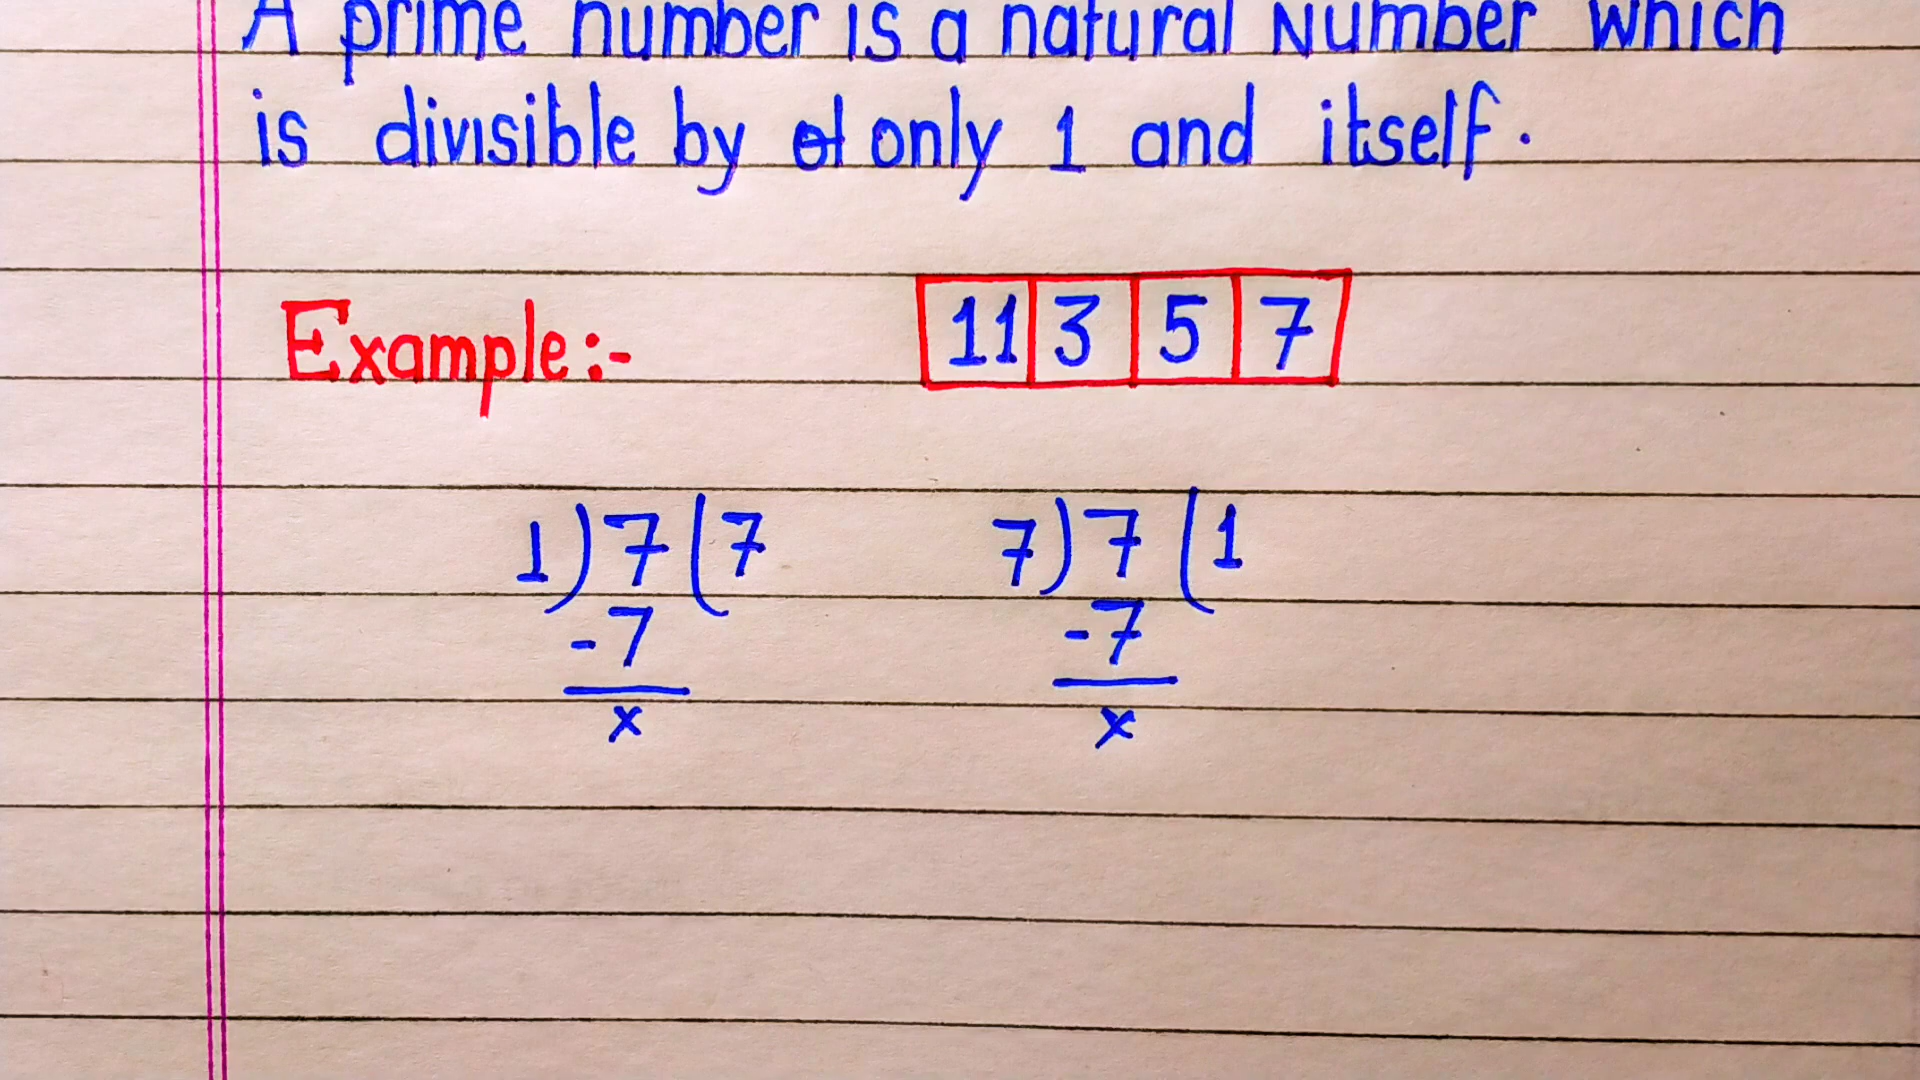 A prime number is a natural Number which
is divisible by of only 1 and itself.
Example:- 11 3 5 7
1)7(7 7)7(1
-7 -7
x x